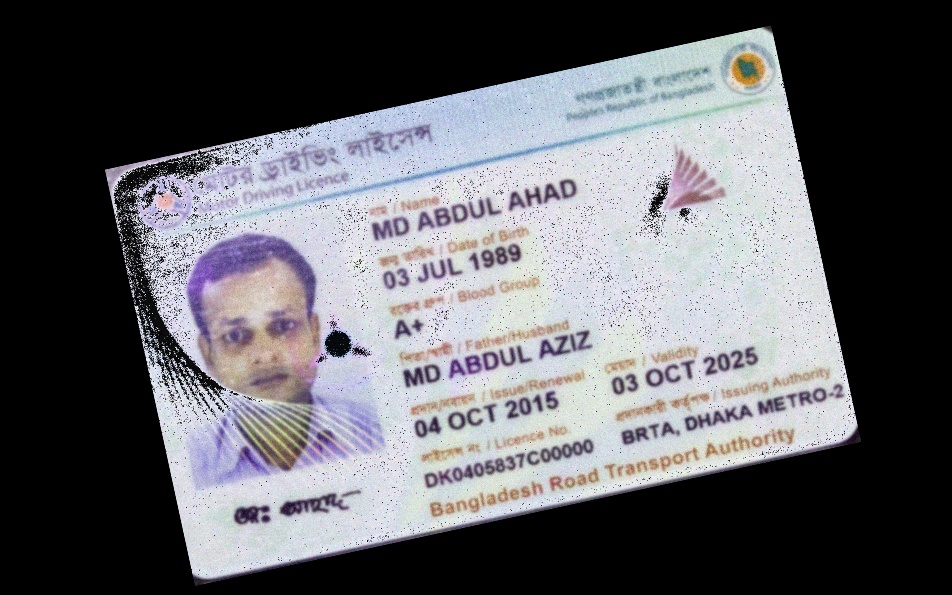 গণপ্রজাতন্ত্রী বাংলাদেশ
People's Republic of Bangladesh
মোটর ড্রাইভিং লাইসেন্স
Motor Driving Licence
নাম / Name
MD ABDUL AHAD
জন্ম তারিখ / Date of Birth
03 JUL 1989
রক্তের গ্রুপ / Blood Group
A+
পিতা/স্বামী / Father/Husband
MD ABDUL AZIZ
প্রদান/নবায়ন / Issue/Renewal
04 OCT 2015
মেয়াদ / Validity
03 OCT 2025
লাইসেন্স নং / Licence No.
DK0405837C00000
প্রদানকারী কর্তৃপক্ষ / Issuing Authority
BRTA, DHAKA METRO-2
Bangladesh Road Transport Authority
মোঃ আহাদ